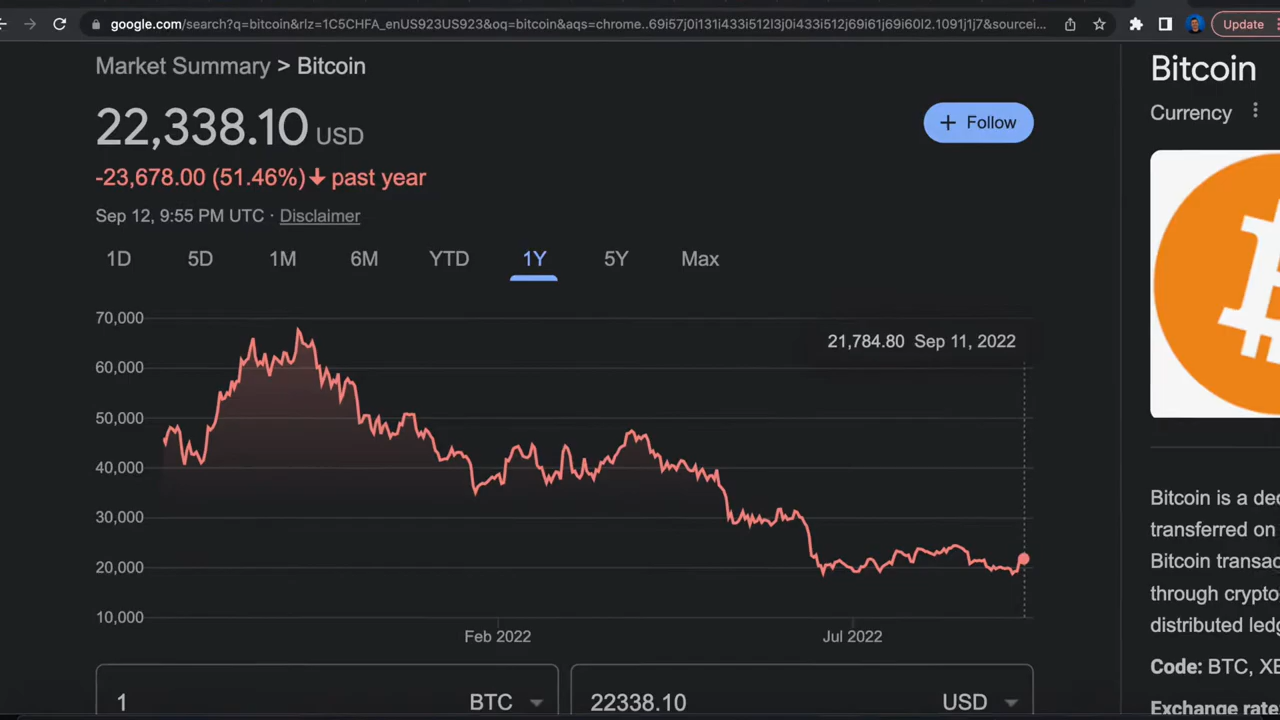 google.com/search?q=bitcoin&rlz=1C5CHFA_enUS923US923&oq=bitcoin&aqs=chrome..69i57j0i131i433i512l3j0i433i512j69i61j69i60l2.1091j1j7&sourcei...
Update
Market Summary > Bitcoin
22,338.10 USD
+ Follow
-23,678.00 (51.46%) ↓ past year
Sep 12, 9:55 PM UTC · Disclaimer
1D 5D 1M 6M YTD 1Y 5Y Max
21,784.80 Sep 11, 2022
70,000
60,000
50,000
40,000
30,000
20,000
10,000
Feb 2022 Jul 2022
1 BTC
22338.10 USD
Bitcoin
Currency
Bitcoin is a dec
transferred on
Bitcoin transac
through crypto
distributed ledg
Code: BTC, XB
Exchange rate